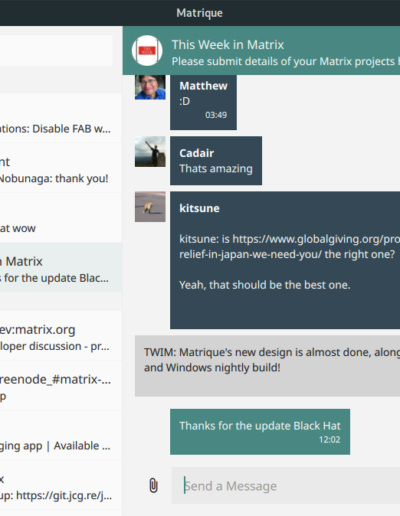 Matrique
ations: Disable FAB w...
nt
Nobunaga: thank you!
at wow
n Matrix
s for the update Blac...
ev:matrix.org
loper discussion - pr...
reenode_#matrix-...
p
ging app | Available ...
x
up: https://git.jcg.re/j...
This Week in Matrix
Please submit details of your Matrix projects h
Matthew
:D
03:49
Cadair
Thats amazing
kitsune
kitsune: is https://www.globalgiving.org/pro
relief-in-japan-we-need-you/ the right one?
Yeah, that should be the best one.
TWIM: Matrique's new design is almost done, along
and Windows nightly build!
Thanks for the update Black Hat
12:02
Send a Message